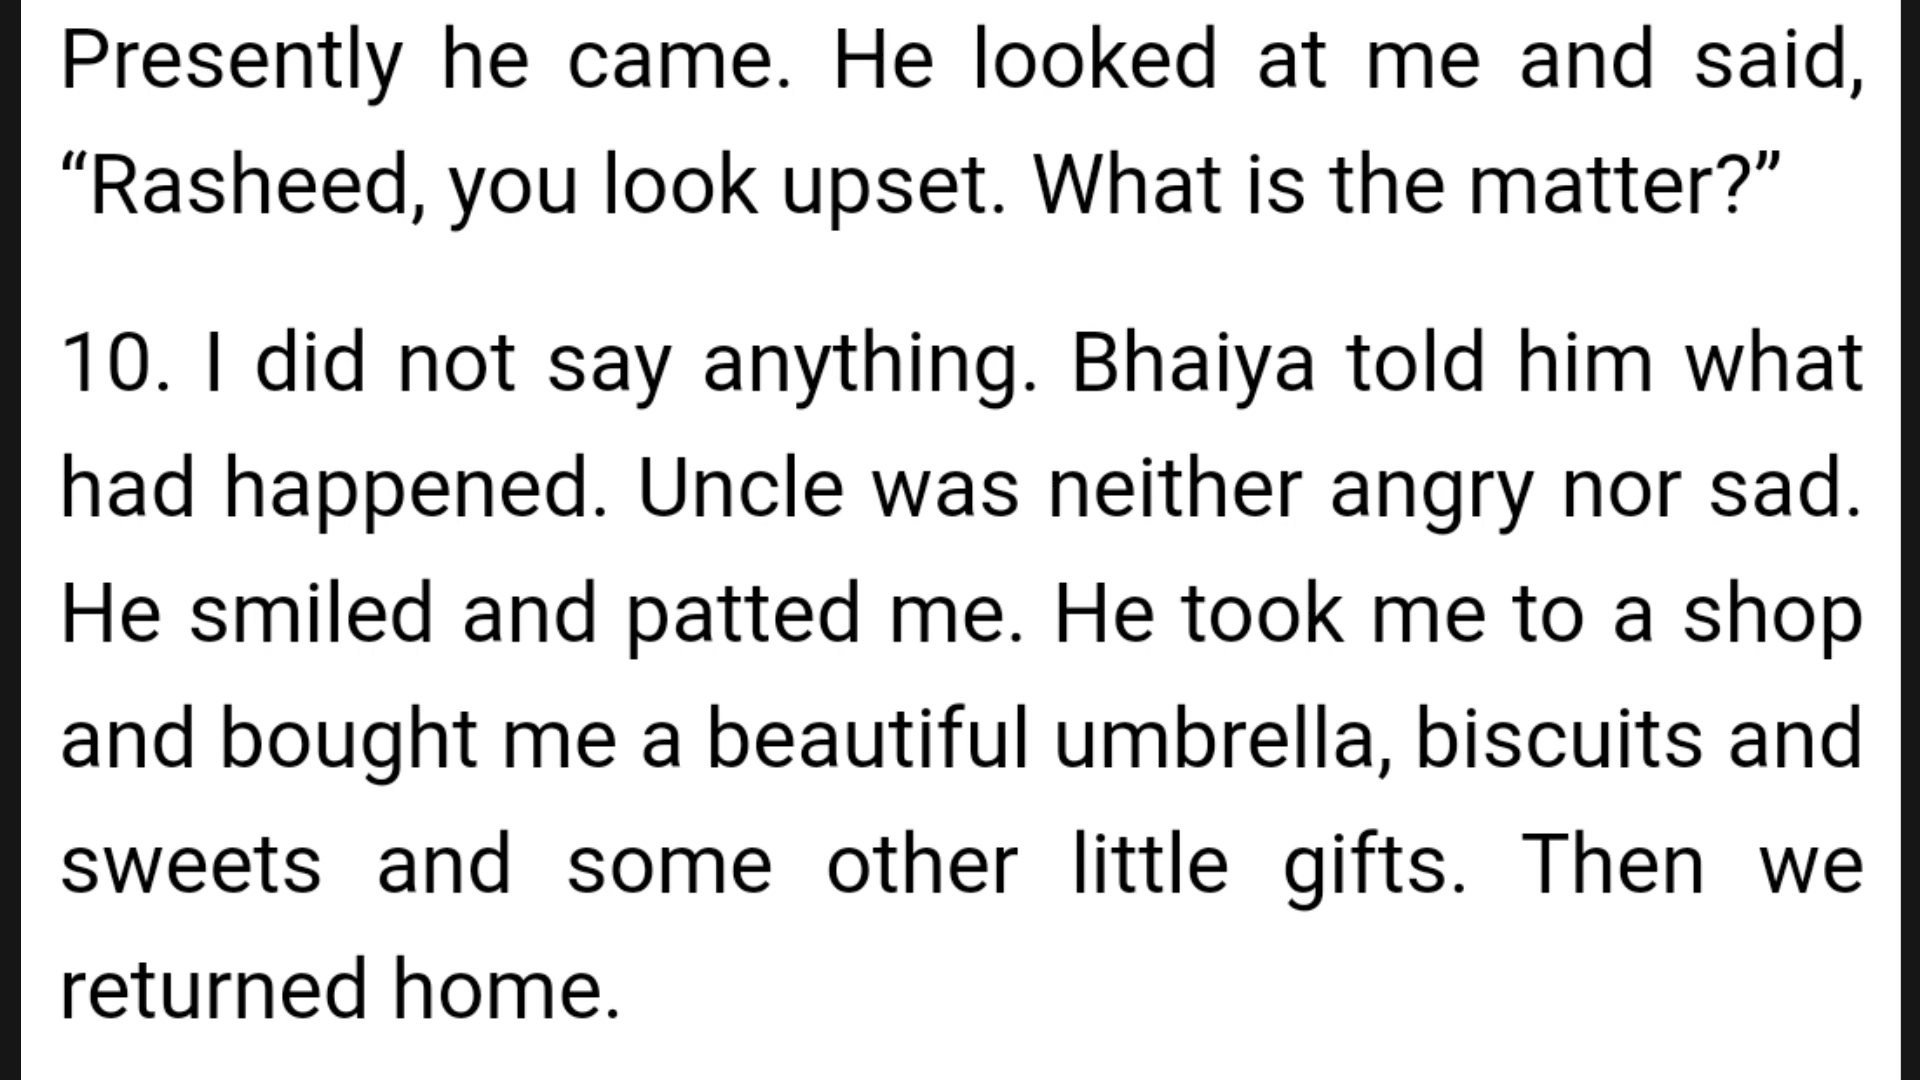 Presently he came. He looked at me and said,
“Rasheed, you look upset. What is the matter?”
10. I did not say anything. Bhaiya told him what
had happened. Uncle was neither angry nor sad.
He smiled and patted me. He took me to a shop
and bought me a beautiful umbrella, biscuits and
sweets and some other little gifts. Then we
returned home.